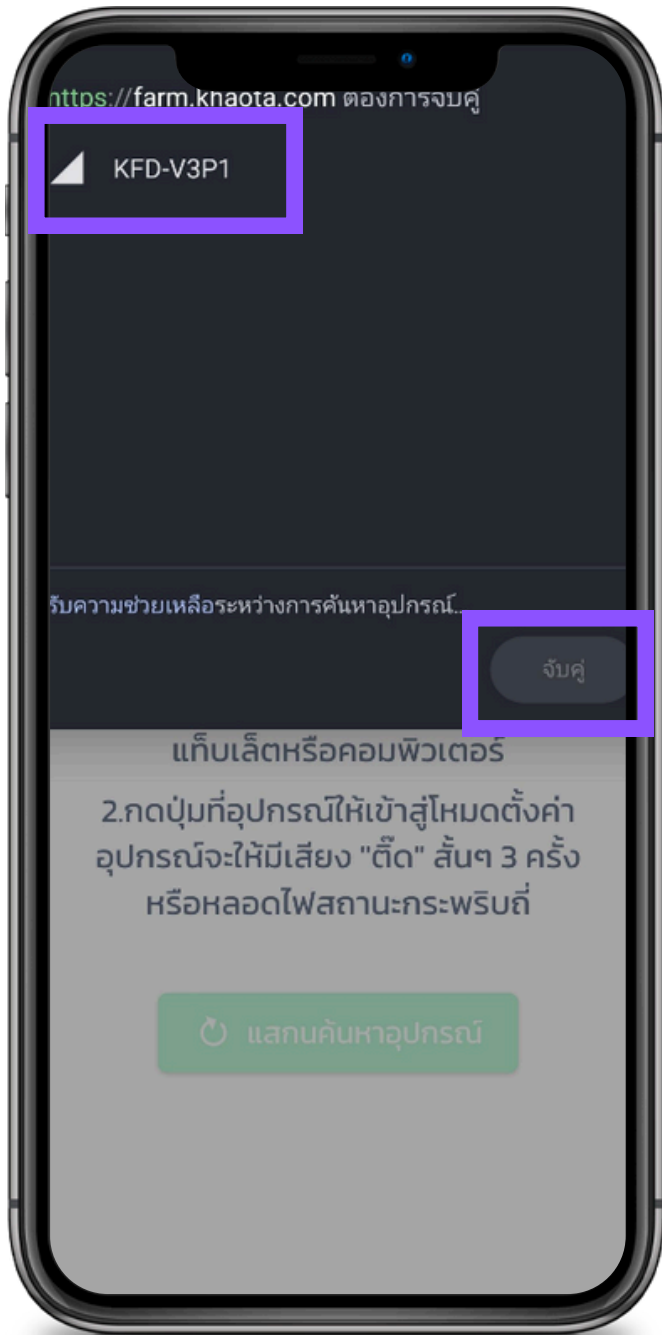 https://farm.khaota.com ต้องการจับคู่
KFD-V3P1
รับความช่วยเหลือระหว่างการค้นหาอุปกรณ์...
จับคู่
แท็บเล็ตหรือคอมพิวเตอร์
2.กดปุ่มที่อุปกรณ์ให้เข้าสู่โหมดตั้งค่า
อุปกรณ์จะให้มีเสียง "ติ๊ด" สั้นๆ 3 ครั้ง
หรือหลอดไฟสถานะกระพริบถี่
แสกนค้นหาอุปกรณ์